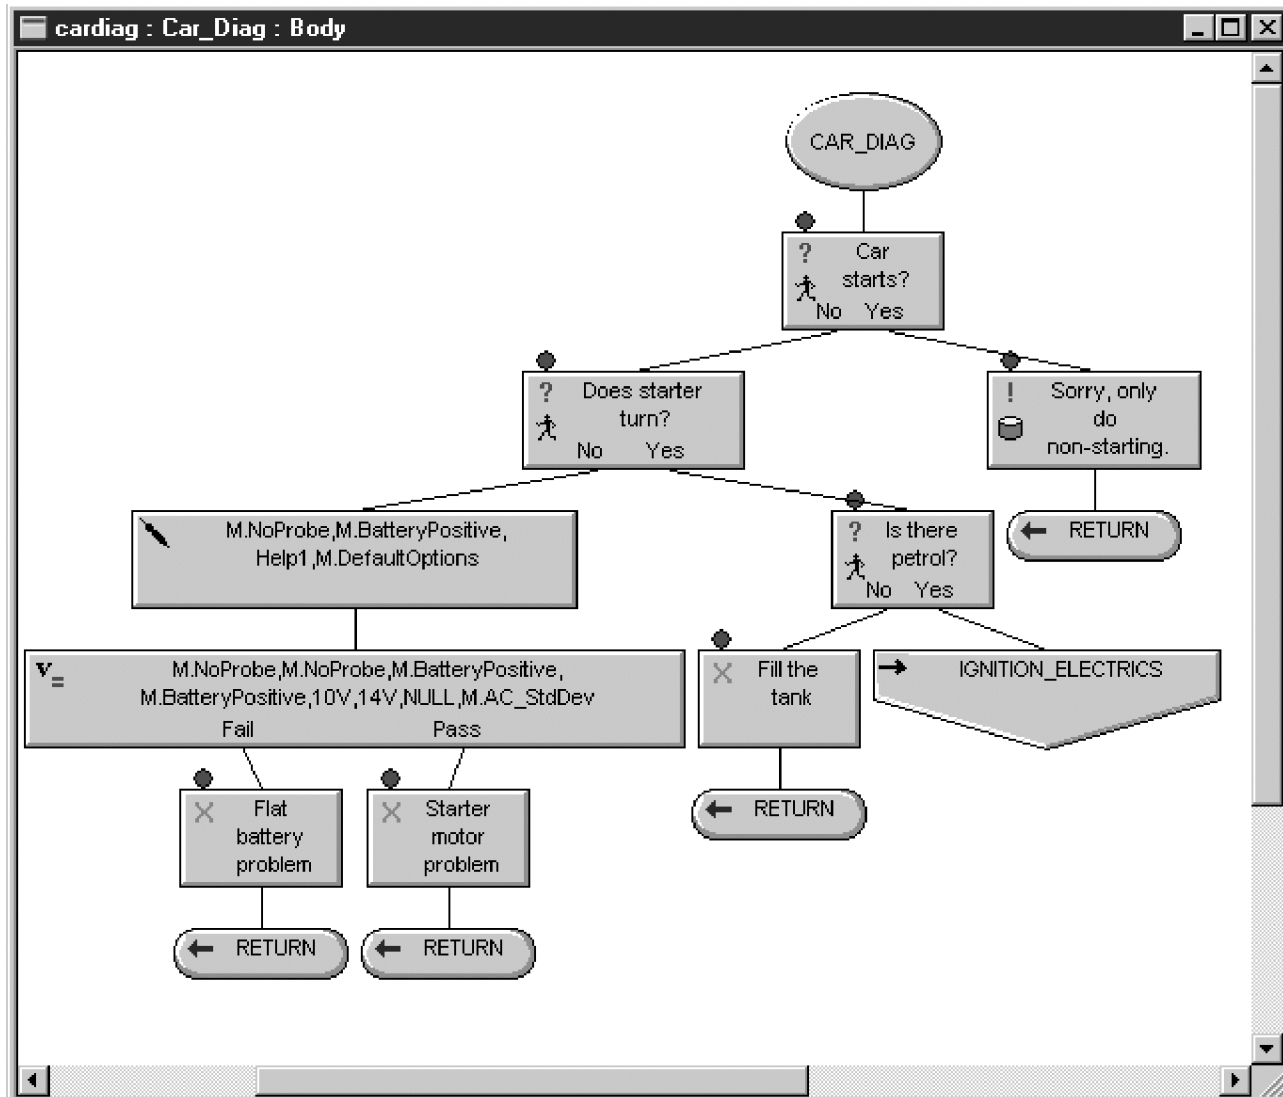 cardiag : Car_Diag : Body
CAR_DIAG
?
Car
starts?
No Yes
?
Does starter
turn?
No Yes
!
Sorry, only
do
non-starting.
M.NoProbe,M.BatteryPositive,
Help1,M.DefaultOptions
?
Is there
petrol?
No Yes
RETURN
V=
M.NoProbe,M.NoProbe,M.BatteryPositive,
M.BatteryPositive,10V,14V,NULL,M.AC_StdDev
Fail Pass
Fill the
tank
IGNITION_ELECTRICS
Flat
battery
problem
Starter
motor
problem
RETURN
RETURN
RETURN